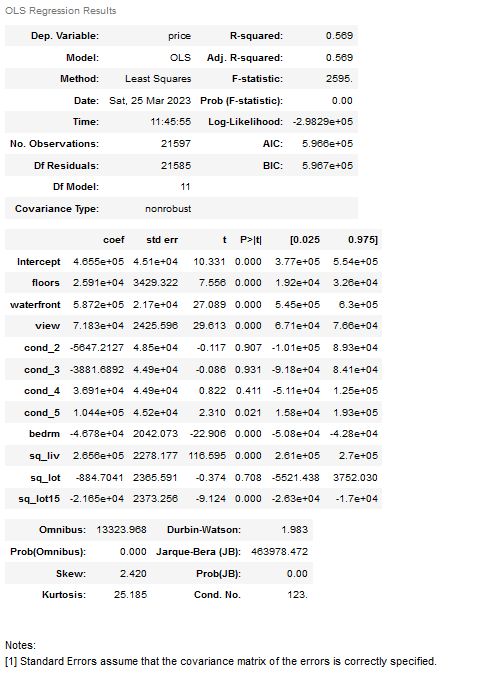 OLS Regression Results
Dep. Variable: price R-squared: 0.569
Model: OLS Adj. R-squared: 0.569
Method: Least Squares F-statistic: 2595.
Date: Sat, 25 Mar 2023 Prob (F-statistic): 0.00
Time: 11:45:55 Log-Likelihood: -2.9829e+05
No. Observations: 21597 AIC: 5.966e+05
Df Residuals: 21585 BIC: 5.967e+05
Df Model: 11
Covariance Type: nonrobust
coef std err t P>|t| [0.025 0.975]
Intercept 4.655e+05 4.51e+04 10.331 0.000 3.77e+05 5.54e+05
floors 2.591e+04 3429.322 7.556 0.000 1.92e+04 3.26e+04
waterfront 5.872e+05 2.17e+04 27.089 0.000 5.45e+05 6.3e+05
view 7.183e+04 2425.596 29.613 0.000 6.71e+04 7.66e+04
cond_2 -5647.2127 4.85e+04 -0.117 0.907 -1.01e+05 8.93e+04
cond_3 -3881.6892 4.49e+04 -0.086 0.931 -9.18e+04 8.41e+04
cond_4 3.691e+04 4.49e+04 0.822 0.411 -5.11e+04 1.25e+05
cond_5 1.044e+05 4.52e+04 2.310 0.021 1.58e+04 1.93e+05
bedrm -4.678e+04 2042.073 -22.906 0.000 -5.08e+04 -4.28e+04
sq_liv 2.656e+05 2278.177 116.595 0.000 2.61e+05 2.7e+05
sq_lot -884.7041 2365.591 -0.374 0.708 -5521.438 3752.030
sq_lot15 -2.165e+04 2373.256 -9.124 0.000 -2.63e+04 -1.7e+04
Omnibus: 13323.968 Durbin-Watson: 1.983
Prob(Omnibus): 0.000 Jarque-Bera (JB): 463978.472
Skew: 2.420 Prob(JB): 0.00
Kurtosis: 25.185 Cond. No. 123.
Notes:
[1] Standard Errors assume that the covariance matrix of the errors is correctly specified.